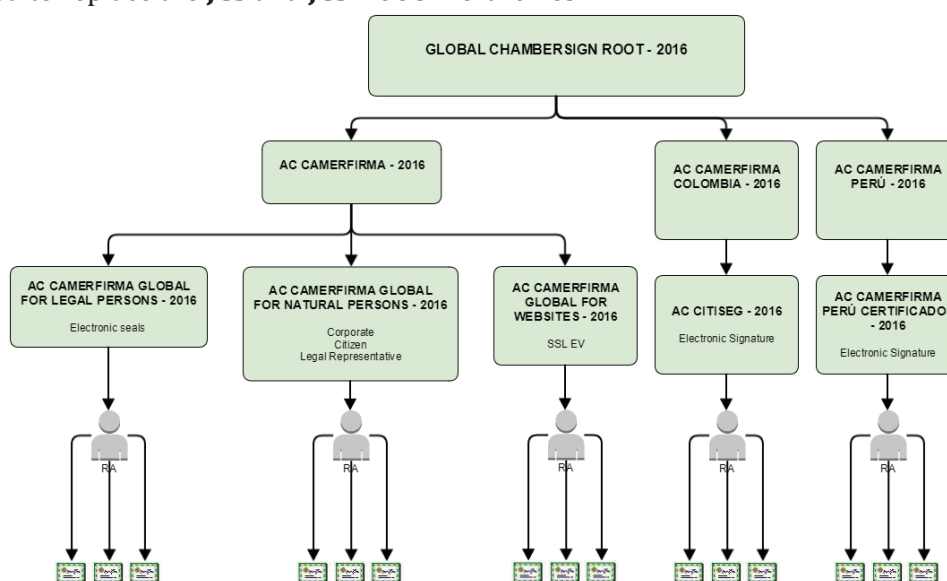 GLOBAL CHAMBERSIGN ROOT - 2016
AC CAMERFIRMA - 2016
AC CAMERFIRMA
COLOMBIA - 2016
AC CAMERFIRMA
PERÚ - 2016
AC CAMERFIRMA GLOBAL
FOR LEGAL PERSONS - 2016
Electronic seals
AC CAMERFIRMA GLOBAL
FOR NATURAL PERSONS - 2016
Corporate
Citizen
Legal Representative
AC CAMERFIRMA
GLOBAL FOR
WEBSITES - 2016
SSL EV
AC CITISEG - 2016
Electronic Signature
AC CAMERFIRMA
PERÚ CERTIFICADO
- 2016
Electronic Signature
RA
RA
RA
RA
RA